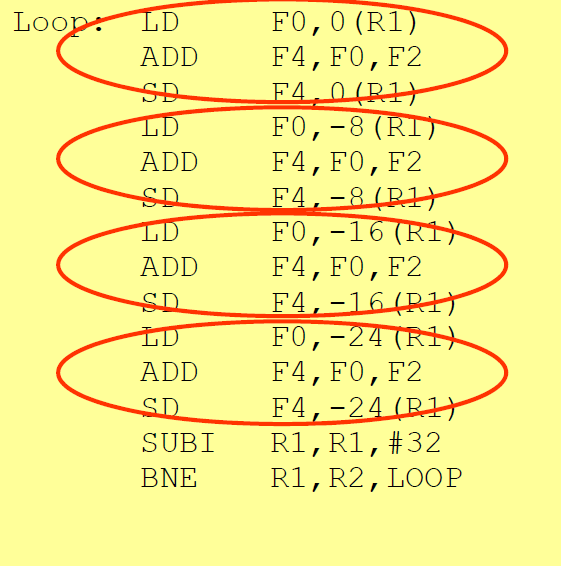 Loop: LD F0,0(R1)
ADD F4,F0,F2
SD F4,0(R1)
LD F0,-8(R1)
ADD F4,F0,F2
SD F4,-8(R1)
LD F0,-16(R1)
ADD F4,F0,F2
SD F4,-16(R1)
LD F0,-24(R1)
ADD F4,F0,F2
SD F4,-24(R1)
SUBI R1,R1,#32
BNE R1,R2,LOOP